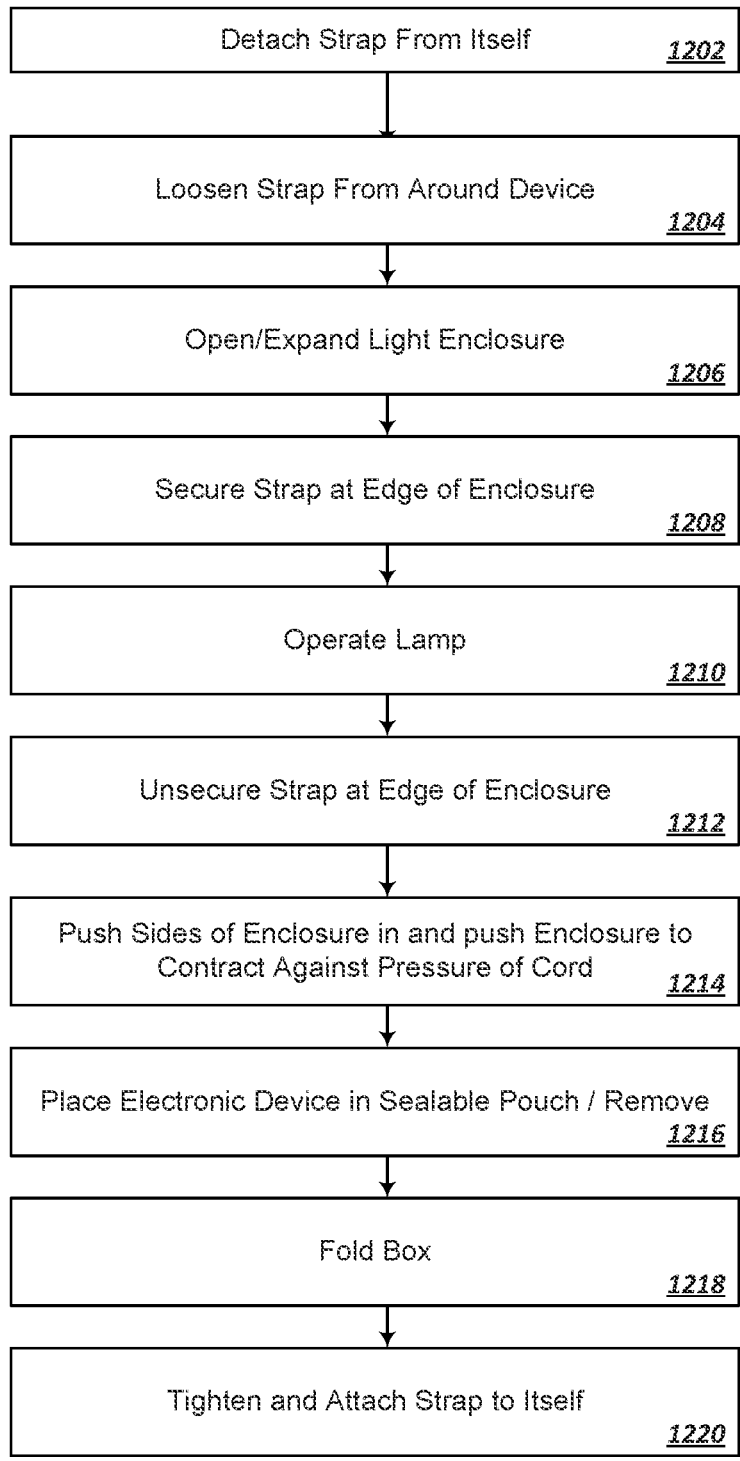 Detach Strap From Itself
1202
Loosen Strap From Around Device
1204
Open/Expand Light Enclosure
1206
Secure Strap at Edge of Enclosure
1208
Operate Lamp
1210
Unsecure Strap at Edge of Enclosure
1212
Push Sides of Enclosure in and push Enclosure to
Contract Against Pressure of Cord
1214
Place Electronic Device in Sealable Pouch / Remove
1216
Fold Box
1218
Tighten and Attach Strap to Itself
1220